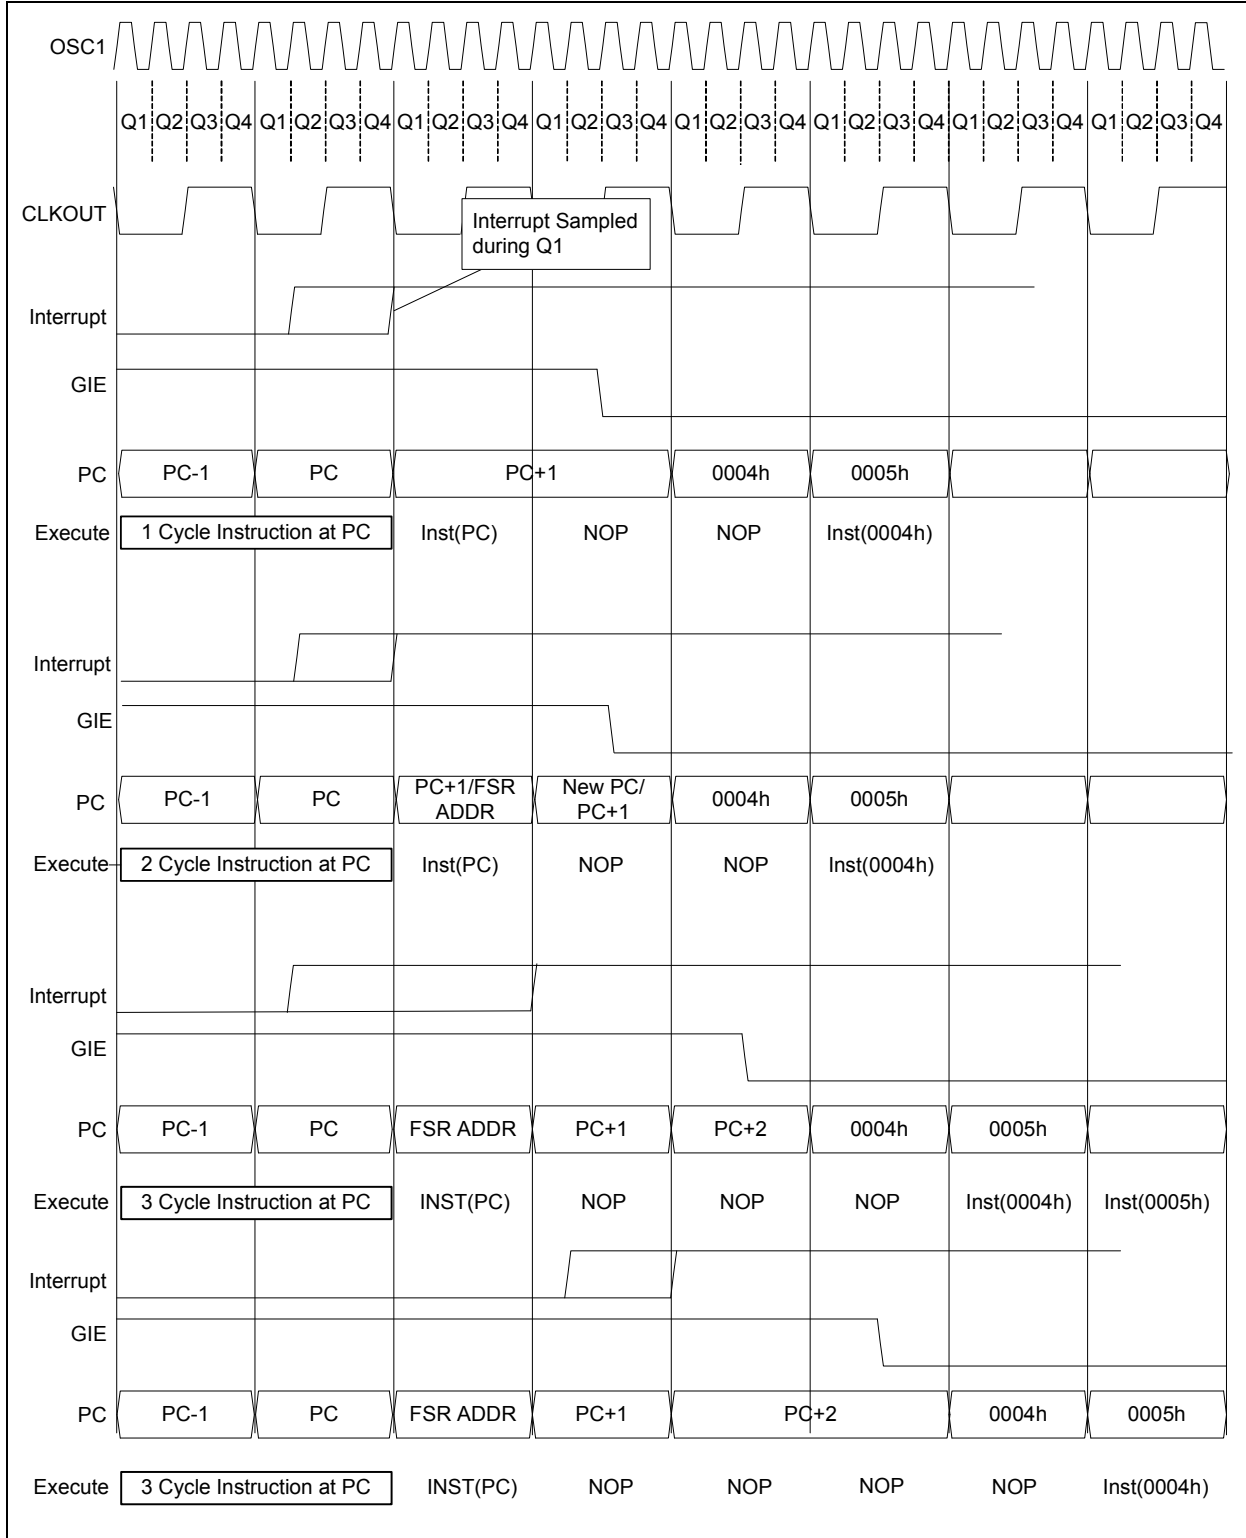 OSC1
Q1 Q2 Q3 Q4 Q1 Q2 Q3 Q4 Q1 Q2 Q3 Q4 Q1 Q2 Q3 Q4 Q1 Q2 Q3 Q4 Q1 Q2 Q3 Q4 Q1 Q2 Q3 Q4 Q1 Q2 Q3 Q4
CLKOUT
Interrupt Sampled
during Q1
Interrupt
GIE
PC PC-1 PC PC+1 0004h 0005h
Execute 1 Cycle Instruction at PC Inst(PC) NOP NOP Inst(0004h)
Interrupt
GIE
PC PC-1 PC PC+1/FSR ADDR New PC/ PC+1 0004h 0005h
Execute 2 Cycle Instruction at PC Inst(PC) NOP NOP Inst(0004h)
Interrupt
GIE
PC PC-1 PC FSR ADDR PC+1 PC+2 0004h 0005h
Execute 3 Cycle Instruction at PC INST(PC) NOP NOP NOP Inst(0004h) Inst(0005h)
Interrupt
GIE
PC PC-1 PC FSR ADDR PC+1 PC+2 0004h 0005h
Execute 3 Cycle Instruction at PC INST(PC) NOP NOP NOP NOP Inst(0004h)